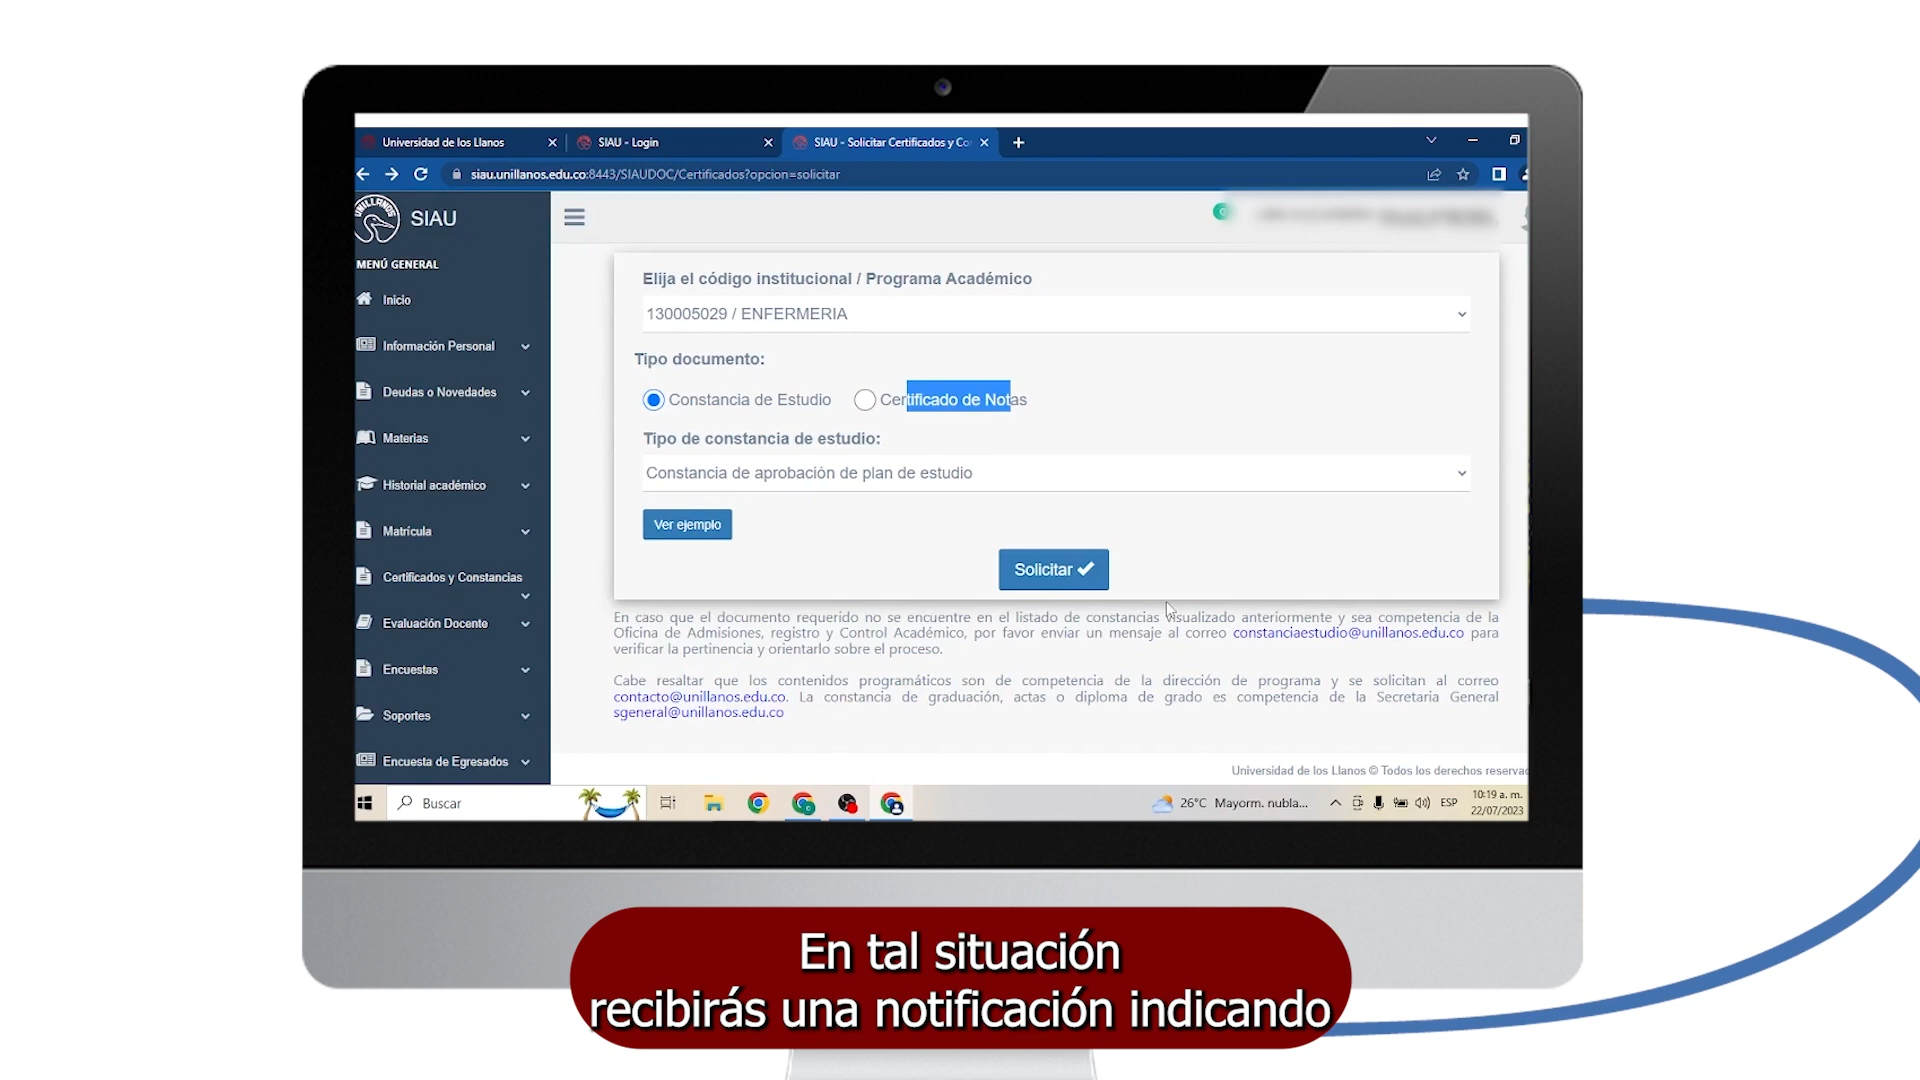 Universidad de los Llanos
SIAU - Login
SIAU - Solicitar Certificados y Co
siau.unillanos.edu.co:8443/SIAUDOC/Certificados?opcion=solicitar
UNILLANOS
SIAU
MENÚ GENERAL
Inicio
Información Personal
Deudas o Novedades
Materias
Historial académico
Matrícula
Certificados y Constancias
Evaluación Docente
Encuestas
Soportes
Encuesta de Egresados
Elija el código institucional / Programa Académico
130005029 / ENFERMERIA
Tipo documento:
Constancia de Estudio
Certificado de Notas
Tipo de constancia de estudio:
Constancia de aprobación de plan de estudio
Ver ejemplo
Solicitar
En caso que el documento requerido no se encuentre en el listado de constancias visualizado anteriormente y sea competencia de la
Oficina de Admisiones, registro y Control Académico, por favor enviar un mensaje al correo constanciaestudio@unillanos.edu.co para
verificar la pertinencia y orientarlo sobre el proceso.
Cabe resaltar que los contenidos programáticos son de competencia de la dirección de programa y se solicitan al correo
contacto@unillanos.edu.co. La constancia de graduación, actas o diploma de grado es competencia de la Secretaria General
sgeneral@unillanos.edu.co
Universidad de los Llanos © Todos los derechos reservad
Buscar
26°C Mayorm. nubla...
ESP
10:19 a. m.
22/07/2023
En tal situación
recibirás una notificación indicando